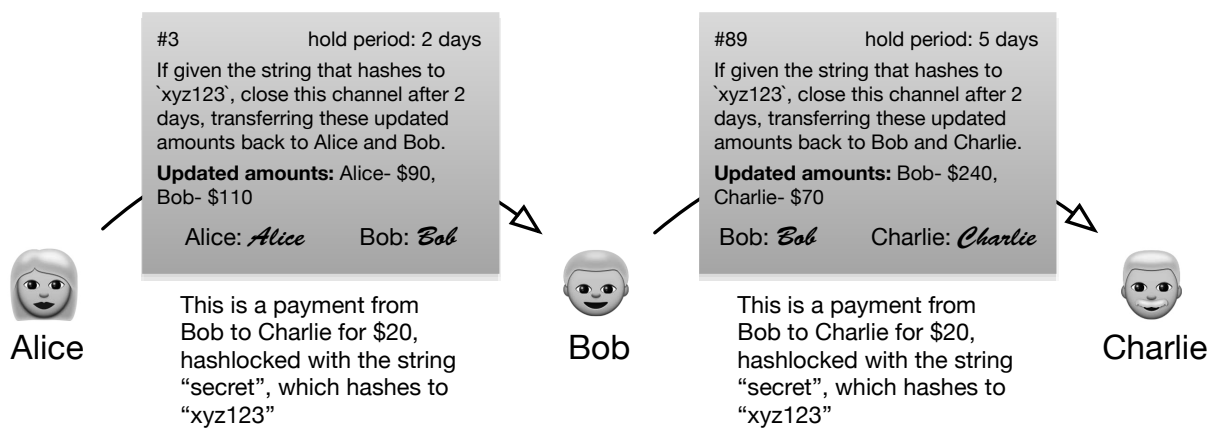 #3 hold period: 2 days
If given the string that hashes to
`xyz123`, close this channel after 2
days, transferring these updated
amounts back to Alice and Bob.
Updated amounts: Alice- $90,
Bob- $110
Alice: Alice Bob: Bob
#89 hold period: 5 days
If given the string that hashes to
`xyz123`, close this channel after 2
days, transferring these updated
amounts back to Bob and Charlie.
Updated amounts: Bob- $240,
Charlie- $70
Bob: Bob Charlie: Charlie
Alice
This is a payment from
Bob to Charlie for $20,
hashlocked with the string
“secret”, which hashes to
“xyz123”
Bob
This is a payment from
Bob to Charlie for $20,
hashlocked with the string
“secret”, which hashes to
“xyz123”
Charlie